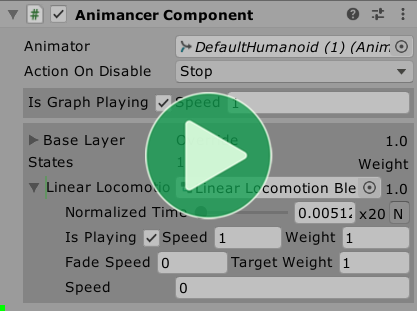 # Animancer Component
Animator DefaultHumanoid (1) (Anim
Action On Disable Stop
Is Graph Playing Speed 1
Base Layer 1.0
States 1 Weight
Linear Locomotio Linear Locomotion Ble 1.0
Normalized Time 0.00512 x20 N
Is Playing Speed 1 Weight 1
Fade Speed 0 Target Weight 1
Speed 0